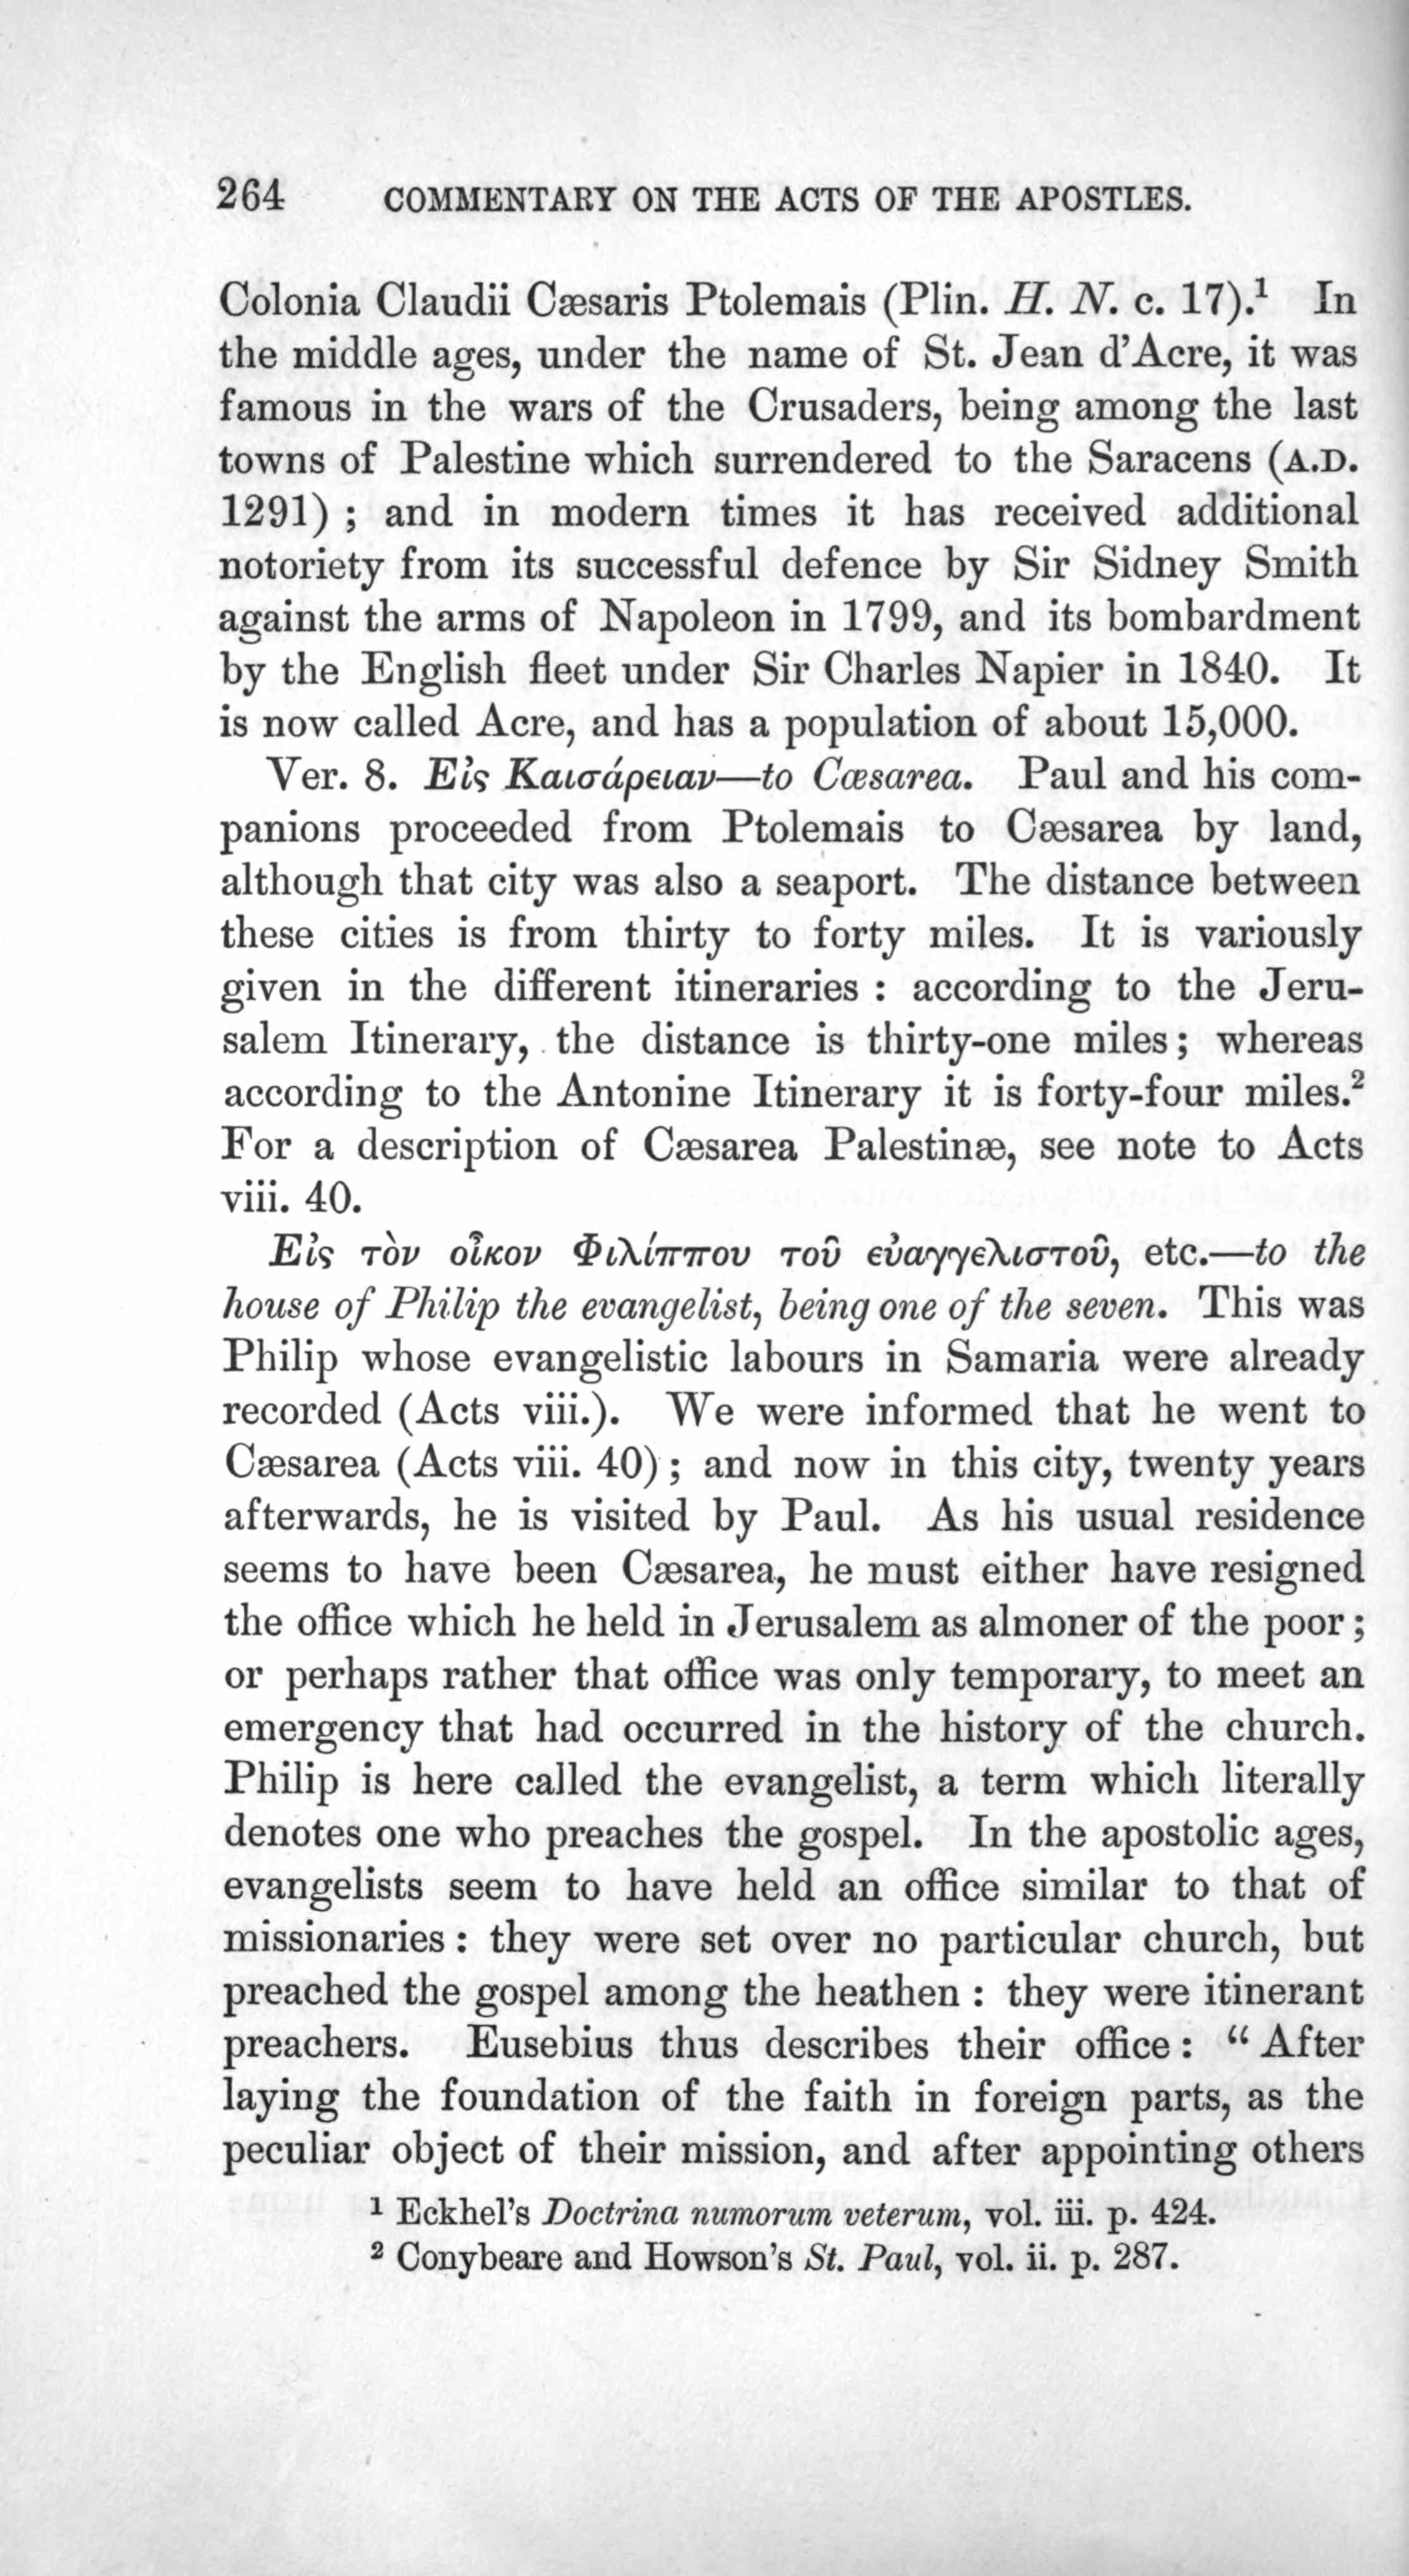 264 COMMENTARY ON THE ACTS OF THE APOSTLES.
Colonia Claudii Cæsaris Ptolemais (Plin. H. N. c. 17).¹ In
the middle ages, under the name of St. Jean d'Acre, it was
famous in the wars of the Crusaders, being among the last
towns of Palestine which surrendered to the Saracens (A.D.
1291) ; and in modern times it has received additional
notoriety from its successful defence by Sir Sidney Smith
against the arms of Napoleon in 1799, and its bombardment
by the English fleet under Sir Charles Napier in 1840. It
is now called Acre, and has a population of about 15,000.
Ver. 8. Εἰς Καισάρειαν—to Cæsarea. Paul and his com-
panions proceeded from Ptolemais to Cæsarea by land,
although that city was also a seaport. The distance between
these cities is from thirty to forty miles. It is variously
given in the different itineraries : according to the Jeru-
salem Itinerary, the distance is thirty-one miles; whereas
according to the Antonine Itinerary it is forty-four miles.²
For a description of Cæsarea Palestinæ, see note to Acts
viii. 40.
Εἰς τὸν οἶκον Φιλίππου τοῦ εὐαγγελιστοῦ, etc.—to the
house of Philip the evangelist, being one of the seven. This was
Philip whose evangelistic labours in Samaria were already
recorded (Acts viii.). We were informed that he went to
Cæsarea (Acts viii. 40) ; and now in this city, twenty years
afterwards, he is visited by Paul. As his usual residence
seems to have been Cæsarea, he must either have resigned
the office which he held in Jerusalem as almoner of the poor ;
or perhaps rather that office was only temporary, to meet an
emergency that had occurred in the history of the church.
Philip is here called the evangelist, a term which literally
denotes one who preaches the gospel. In the apostolic ages,
evangelists seem to have held an office similar to that of
missionaries : they were set over no particular church, but
preached the gospel among the heathen : they were itinerant
preachers. Eusebius thus describes their office : “ After
laying the foundation of the faith in foreign parts, as the
peculiar object of their mission, and after appointing others
¹ Eckhel's Doctrina numorum veterum, vol. iii. p. 424.
² Conybeare and Howson's St. Paul, vol. ii. p. 287.